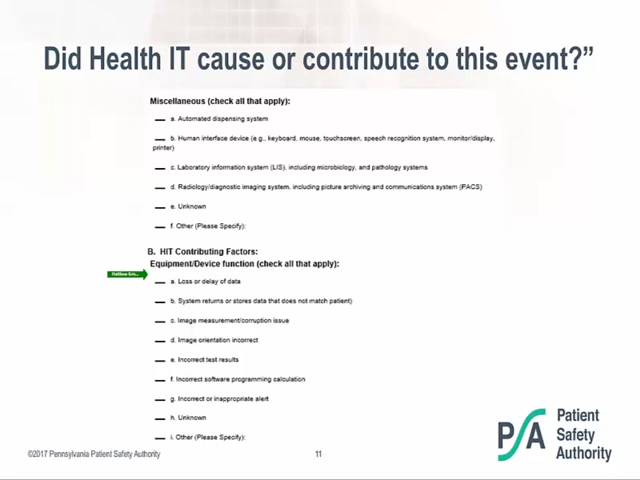 Did Health IT cause or contribute to this event?”
Miscellaneous (check all that apply):
a. Automated dispensing system
b. Human interface device (e.g., keyboard, mouse, touchscreen, speech recognition system, monitor/display,
printer)
c. Laboratory information system (LIS), including microbiology, and pathology systems
d. Radiology/diagnostic imaging system, including picture archiving and communications system (PACS)
e. Unknown
f. Other (Please Specify):
B. HIT Contributing Factors:
Equipment/Device function (check all that apply):
a. Loss or delay of data
b. System returns or stores data that does not match patient)
c. Image measurement/corruption issue
d. Image orientation incorrect
e. Incorrect test results
f. Incorrect software programming calculation
g. Incorrect or inappropriate alert
h. Unknown
i. Other (Please Specify):
PSA
Patient
Safety
Authority
©2017 Pennsylvania Patient Safety Authority
11